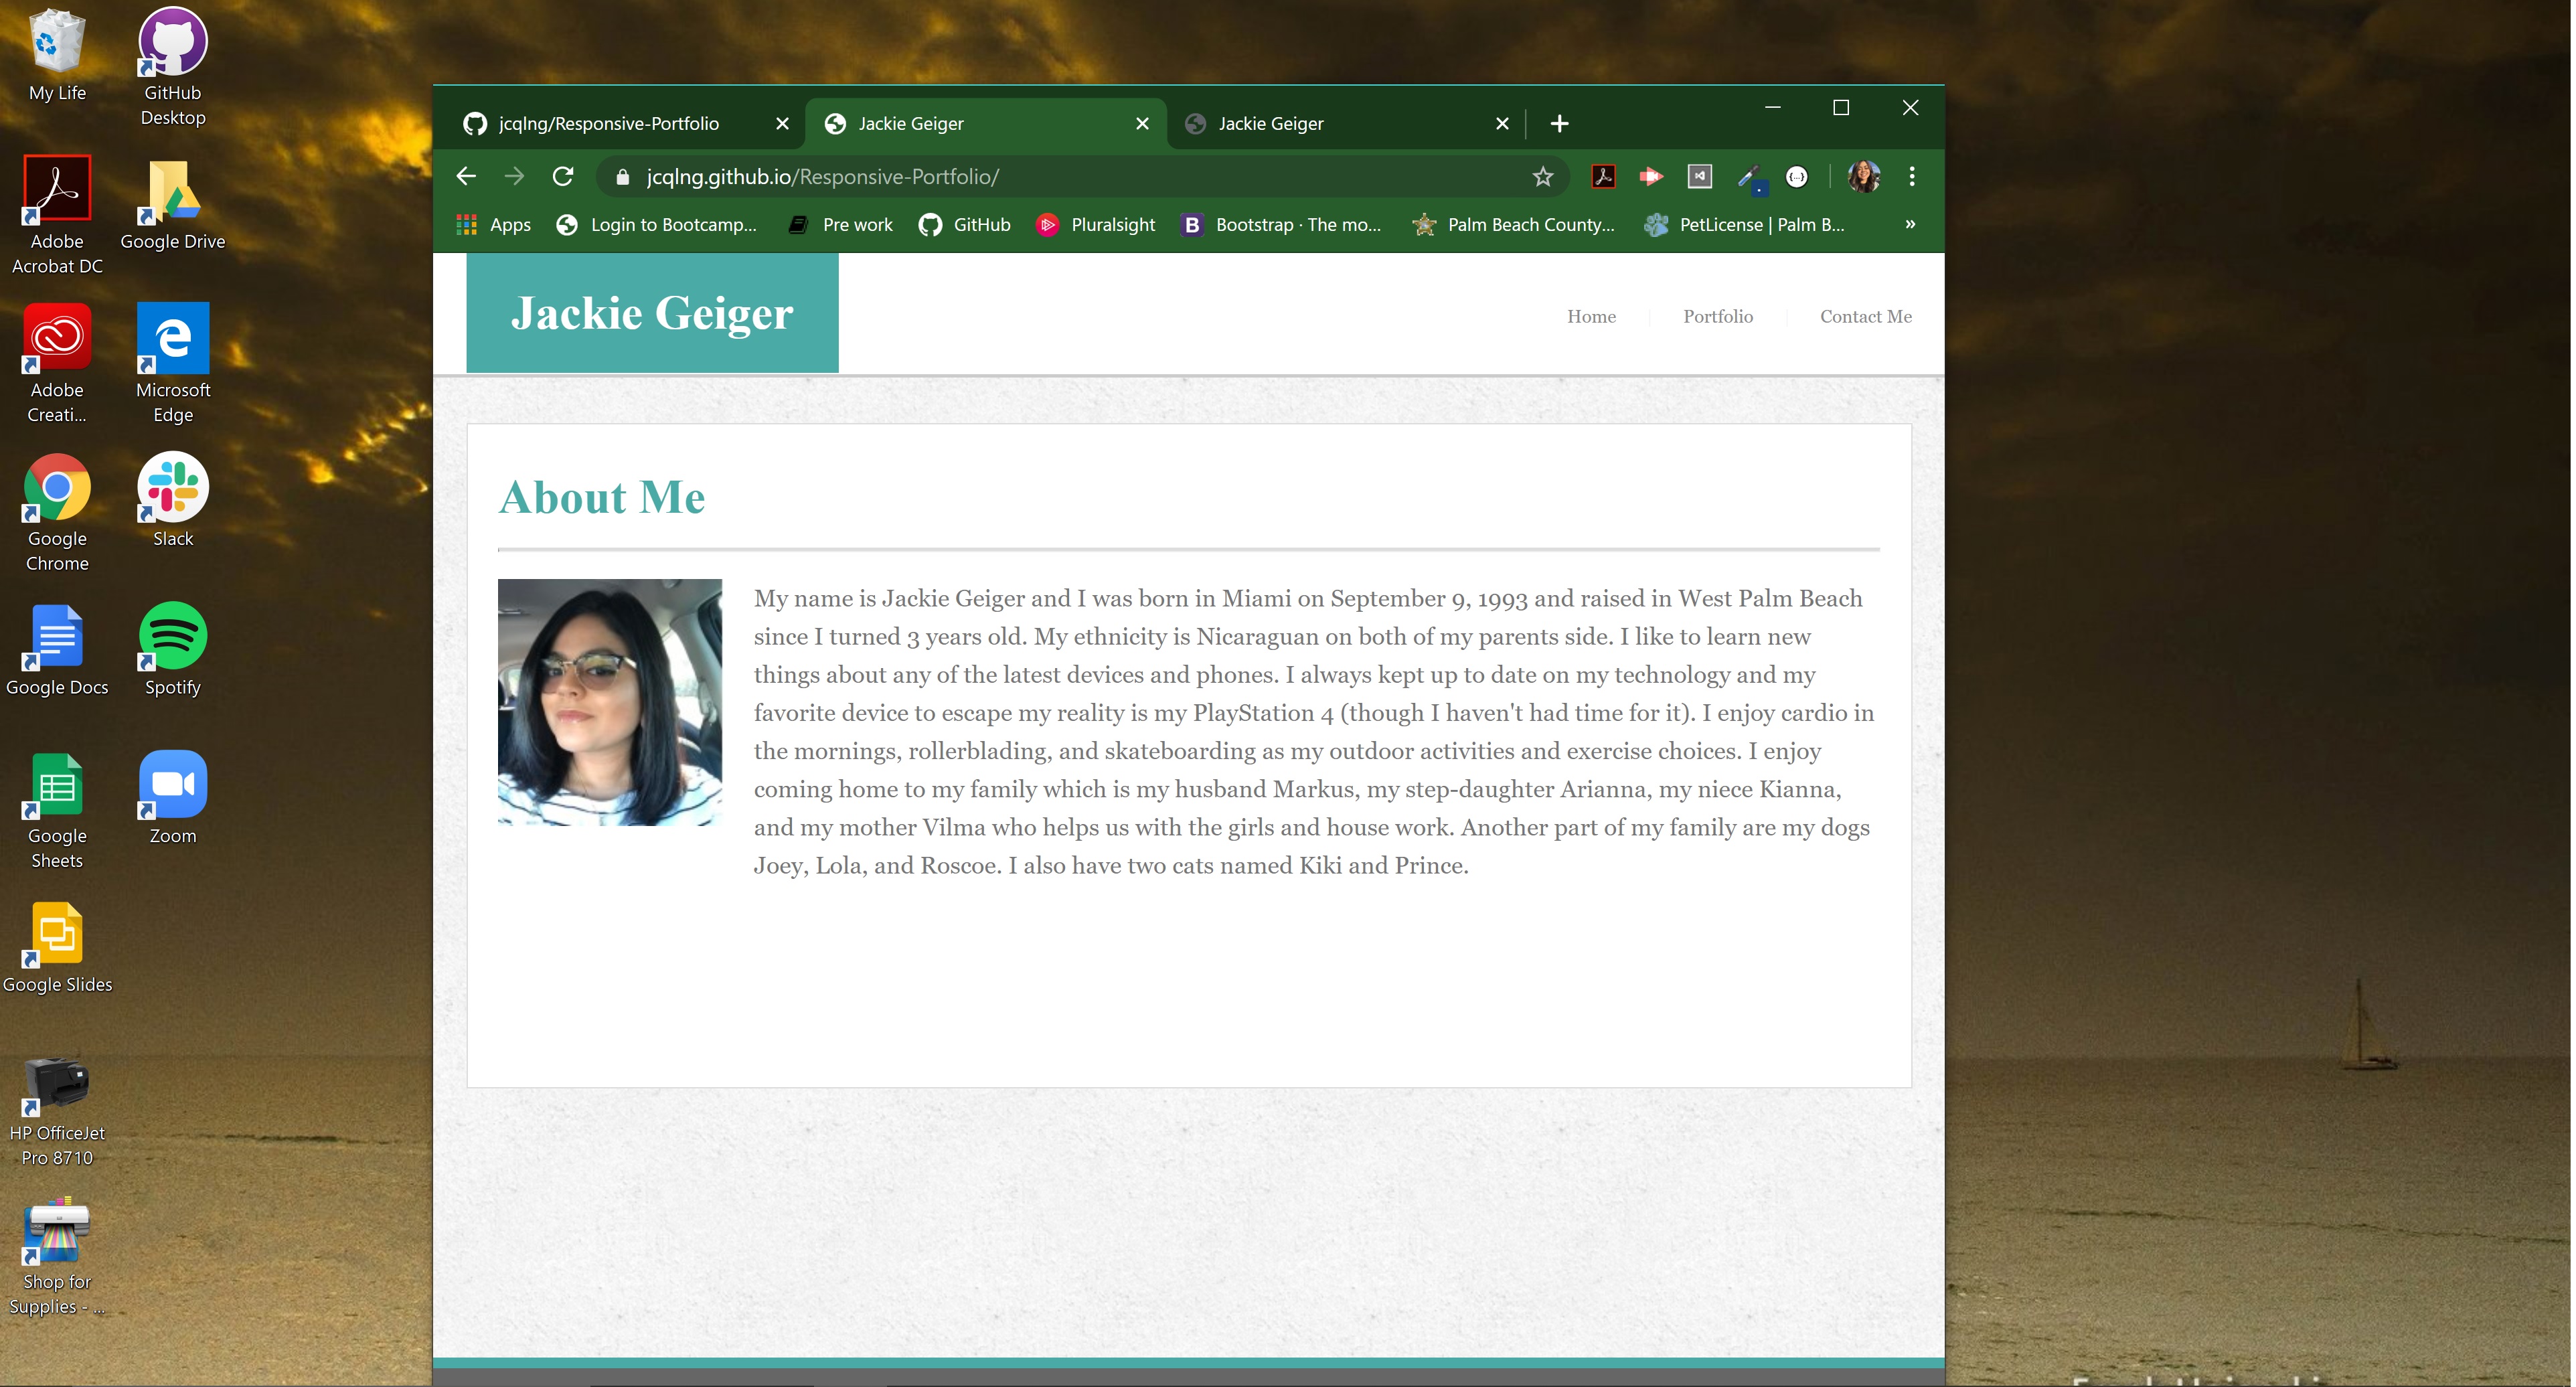 My Life
GitHub
Desktop
Adobe
Acrobat DC
Google Drive
Adobe
Creati...
Microsoft
Edge
Google
Chrome
Slack
Google Docs
Spotify
Google
Sheets
Zoom
Google Slides
HP OfficeJet
Pro 8710
Shop for
Supplies - ...
jcqlng/Responsive-Portfolio
Jackie Geiger
Jackie Geiger
jcqlng.github.io/Responsive-Portfolio/
Apps
Login to Bootcamp...
Pre work
GitHub
Pluralsight
Bootstrap · The mo...
Palm Beach County...
PetLicense | Palm B...
»
Jackie Geiger
Home
Portfolio
Contact Me
About Me
My name is Jackie Geiger and I was born in Miami on September 9, 1993 and raised in West Palm Beach
since I turned 3 years old. My ethnicity is Nicaraguan on both of my parents side. I like to learn new
things about any of the latest devices and phones. I always kept up to date on my technology and my
favorite device to escape my reality is my PlayStation 4 (though I haven't had time for it). I enjoy cardio in
the mornings, rollerblading, and skateboarding as my outdoor activities and exercise choices. I enjoy
coming home to my family which is my husband Markus, my step-daughter Arianna, my niece Kianna,
and my mother Vilma who helps us with the girls and house work. Another part of my family are my dogs
Joey, Lola, and Roscoe. I also have two cats named Kiki and Prince.